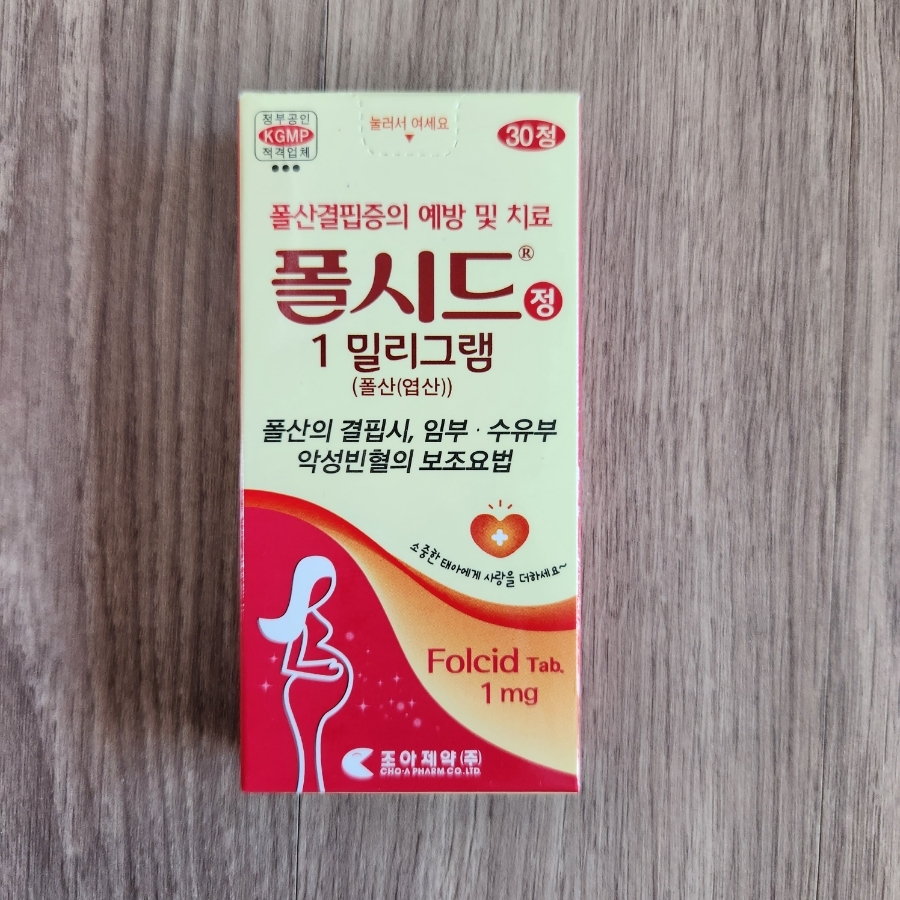 정부공인
KGMP
적격업체
눌러서 여세요
30정
폴산결핍증의 예방 및 치료
폴시드® 정
1 밀리그램
(폴산(엽산))
폴산의 결핍시, 임부·수유부
악성빈혈의 보조요법
소중한 태아에게 사랑을 더하세요~
Folcid Tab.
1 mg
조아제약(주)
CHO-A PHARM CO.,LTD.